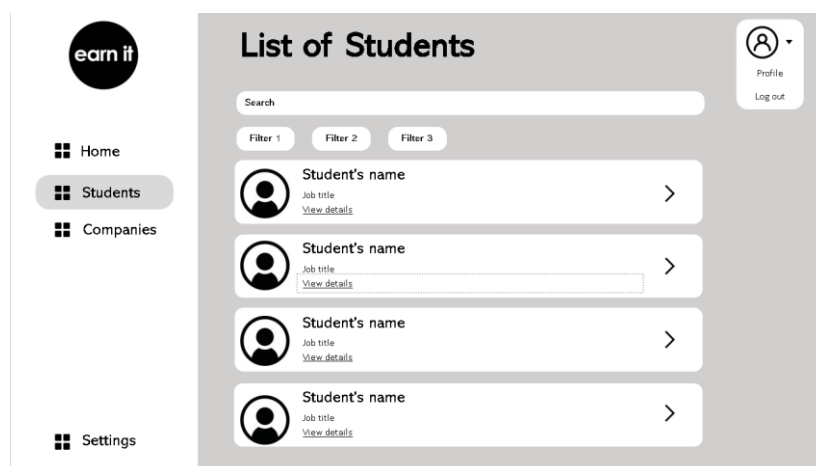 earn it
Home
Students
Companies
Settings
List of Students
Search
Filter 1
Filter 2
Filter 3
Student's name
Job title
View details
Student's name
Job title
View details
Student's name
Job title
View details
Student's name
Job title
View details
Profile
Log out